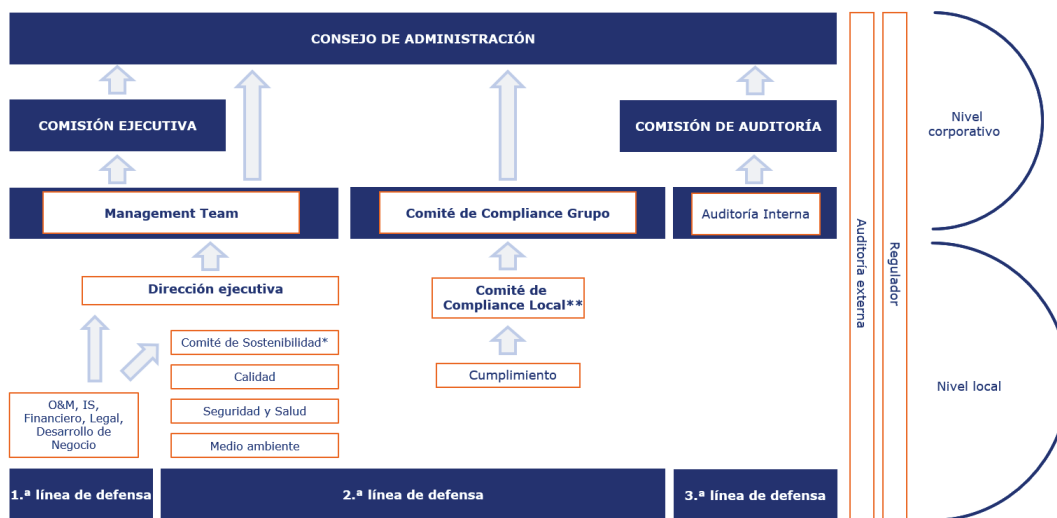 CONSEJO DE ADMINISTRACIÓN
COMISIÓN EJECUTIVA
COMISIÓN DE AUDITORÍA
Management Team
Comité de Compliance Grupo
Auditoría Interna
Dirección ejecutiva
Comité de
Compliance Local**
Comité de Sostenibilidad*
Calidad
Seguridad y Salud
Medio ambiente
Cumplimiento
O&M, IS,
Financiero, Legal,
Desarrollo de
Negocio
1.ª línea de defensa
2.ª línea de defensa
3.ª línea de defensa
Auditoría externa
Regulador
Nivel
corporativo
Nivel local